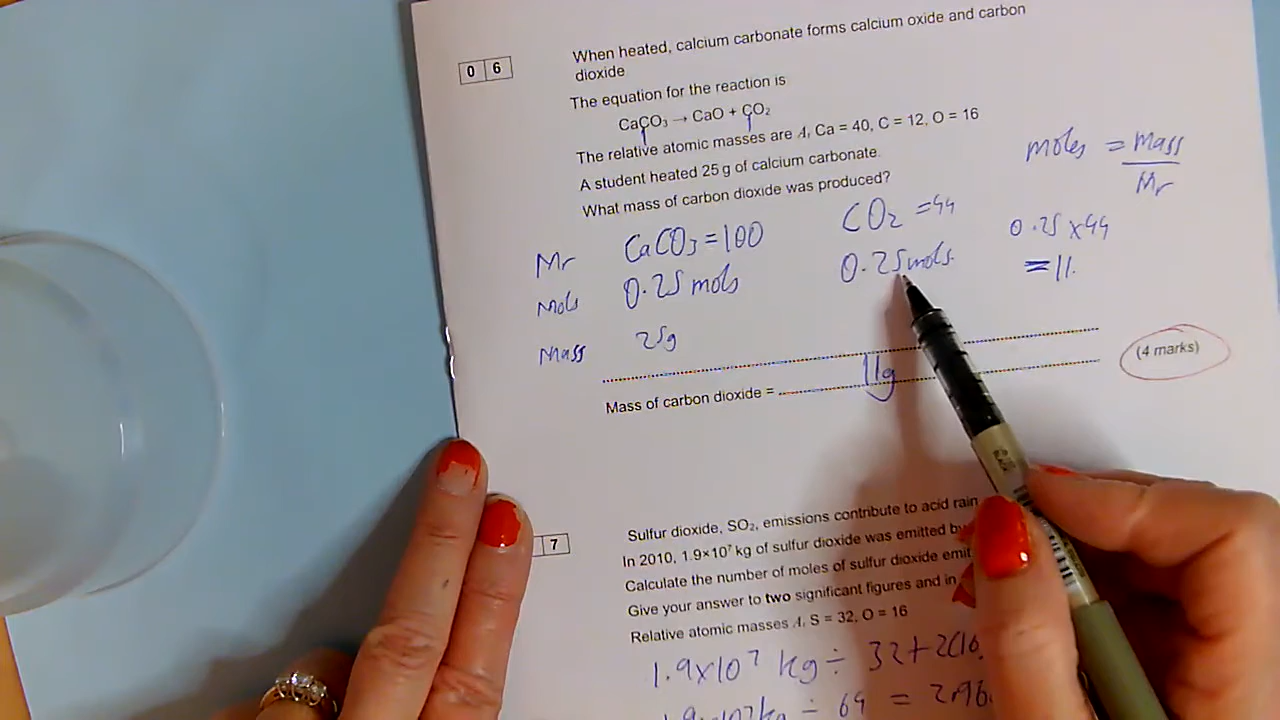 0 6
When heated, calcium carbonate forms calcium oxide and carbon
dioxide
The equation for the reaction is
CaCO₃ → CaO + CO₂
The relative atomic masses are Aᵣ Ca = 40, C = 12, O = 16
A student heated 25 g of calcium carbonate.
What mass of carbon dioxide was produced?
moles = Mass
Mr
Mr CaCO3 = 100 CO2 = 44 0.25 x 44
Mols 0.25 mols 0.25 mols. = 11.
Mass 25g
Mass of carbon dioxide = 11g
(4 marks)
7
Sulfur dioxide, SO₂, emissions contribute to acid rain
In 2010, 1.9×10⁷ kg of sulfur dioxide was emitted by
Calculate the number of moles of sulfur dioxide
Give your answer to two significant figures and in
Relative atomic masses Aᵣ S = 32, O = 16
1.9x10⁷ kg ÷ 32+2(16
÷ 64 = 2.96